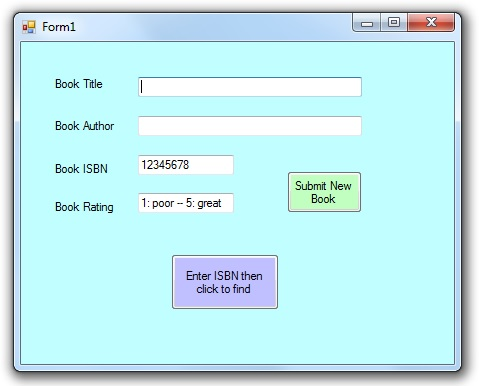 Form1
Book Title
Book Author
Book ISBN
12345678
Submit New
Book
Book Rating
1: poor -- 5: great
Enter ISBN then
click to find